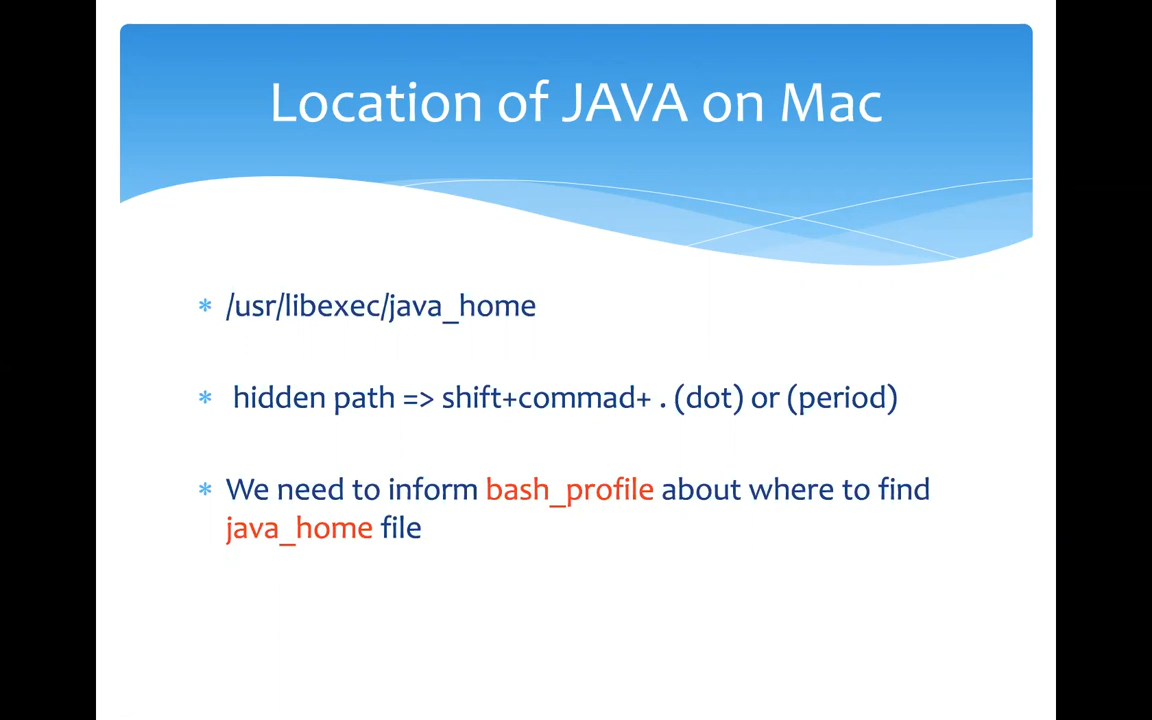 Location of JAVA on Mac
* /usr/libexec/java_home
* hidden path => shift+commad+ . (dot) or (period)
* We need to inform bash_profile about where to find
java_home file